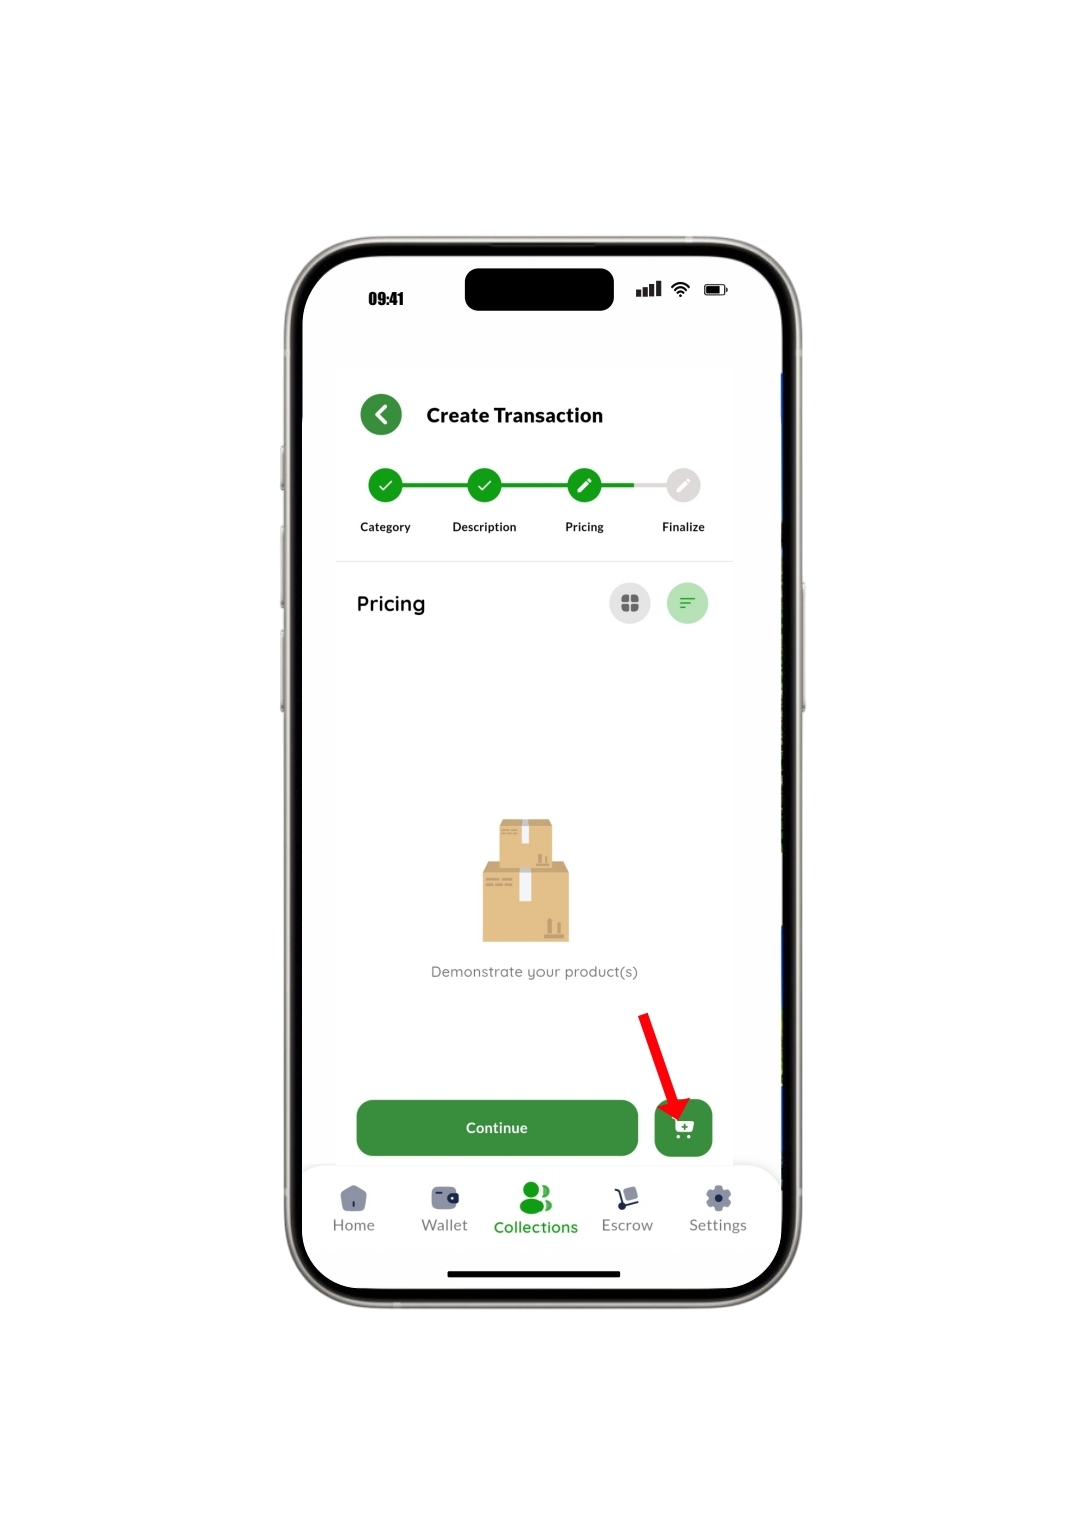 09:41
Create Transaction
Category Description Pricing Finalize
Pricing
Demonstrate your product(s)
Continue
Home Wallet Collections Escrow Settings